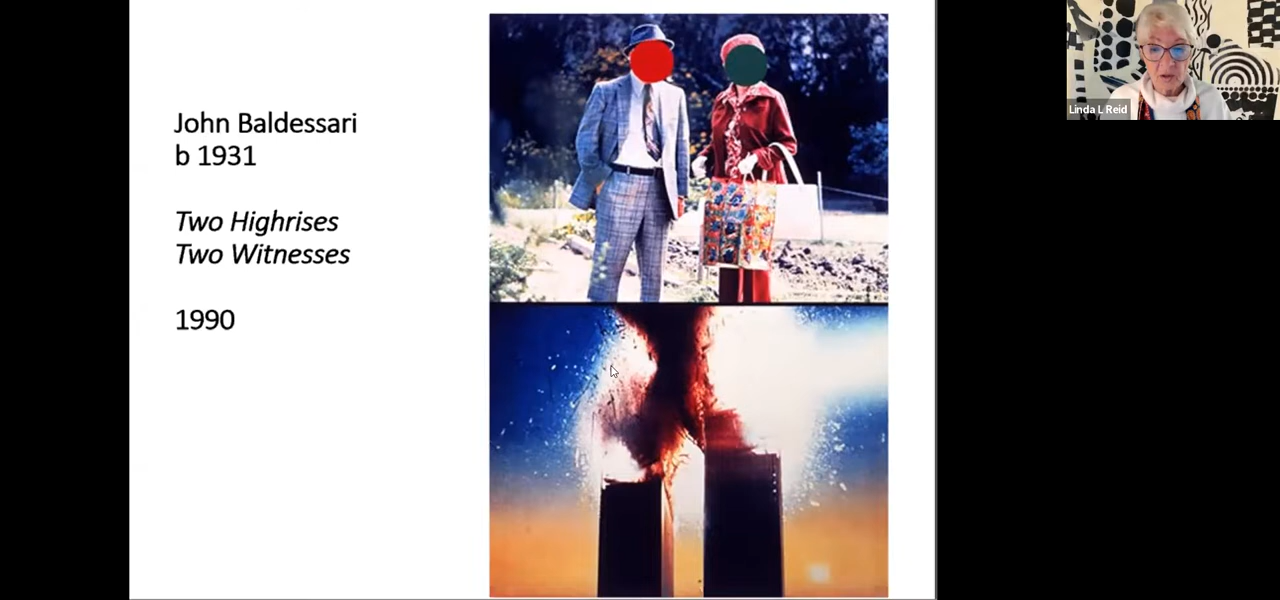 John Baldessari
b 1931
Two Highrises
Two Witnesses
1990
Linda L Reid